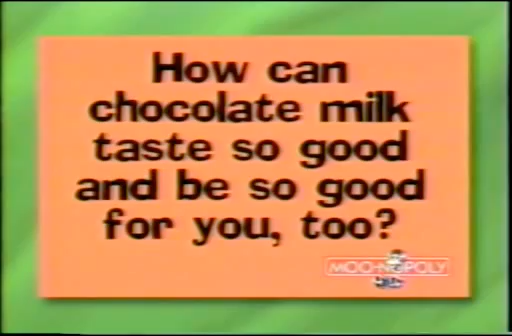 How can
chocolate milk
taste so good
and be so good
for you, too?
MOO-NOPOLY